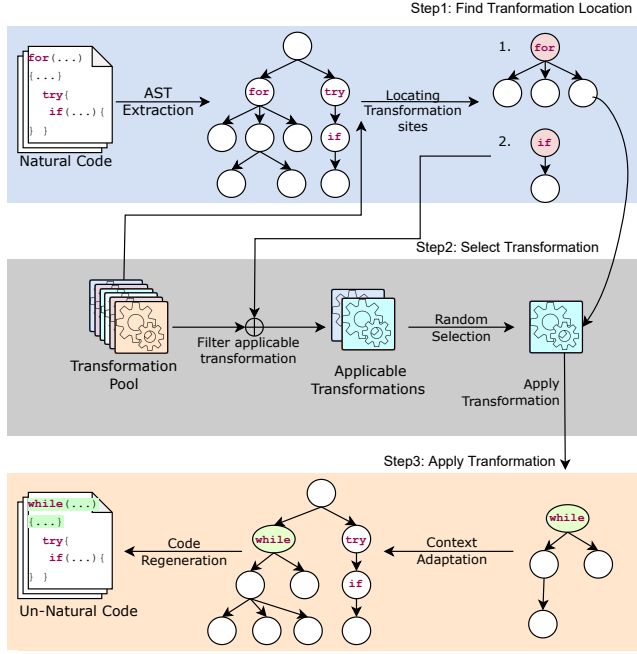 Step1: Find Tranformation Location
for(...)
{...}
try{
if(...){
} }
Natural Code
AST
Extraction
for
try
if
Locating
Transformation
sites
1.
for
2.
if
Step2: Select Transformation
Transformation
Pool
Filter applicable
transformation
Applicable
Transformations
Random
Selection
Apply
Transformation
Step3: Apply Tranformation
while(...)
{...}
try{
if(...){
} }
Un-Natural Code
Code
Regeneration
while
try
if
Context
Adaptation
while